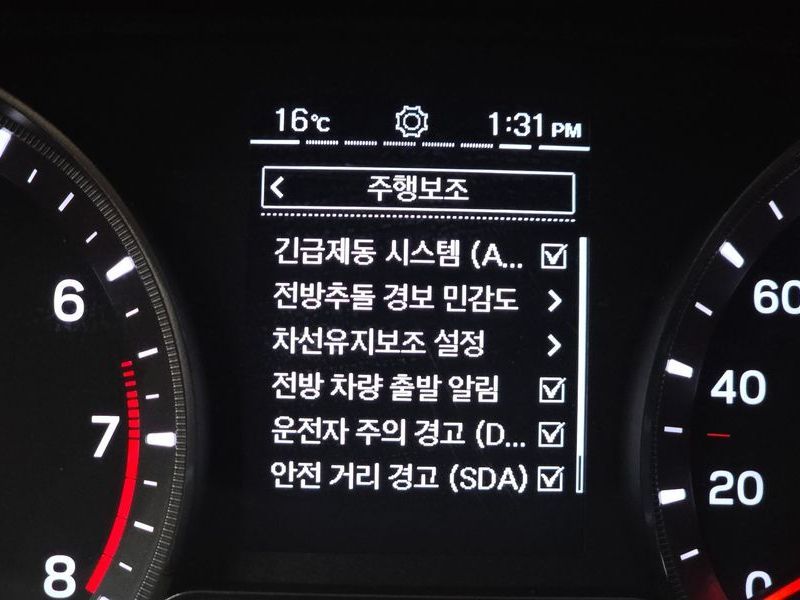 16℃ 1:31 PM
주행보조
긴급제동 시스템 (A...
전방추돌 경보 민감도
차선유지보조 설정
전방 차량 출발 알림
운전자 주의 경고 (D...
안전 거리 경고 (SDA)
6
7
8
60
40
20
0